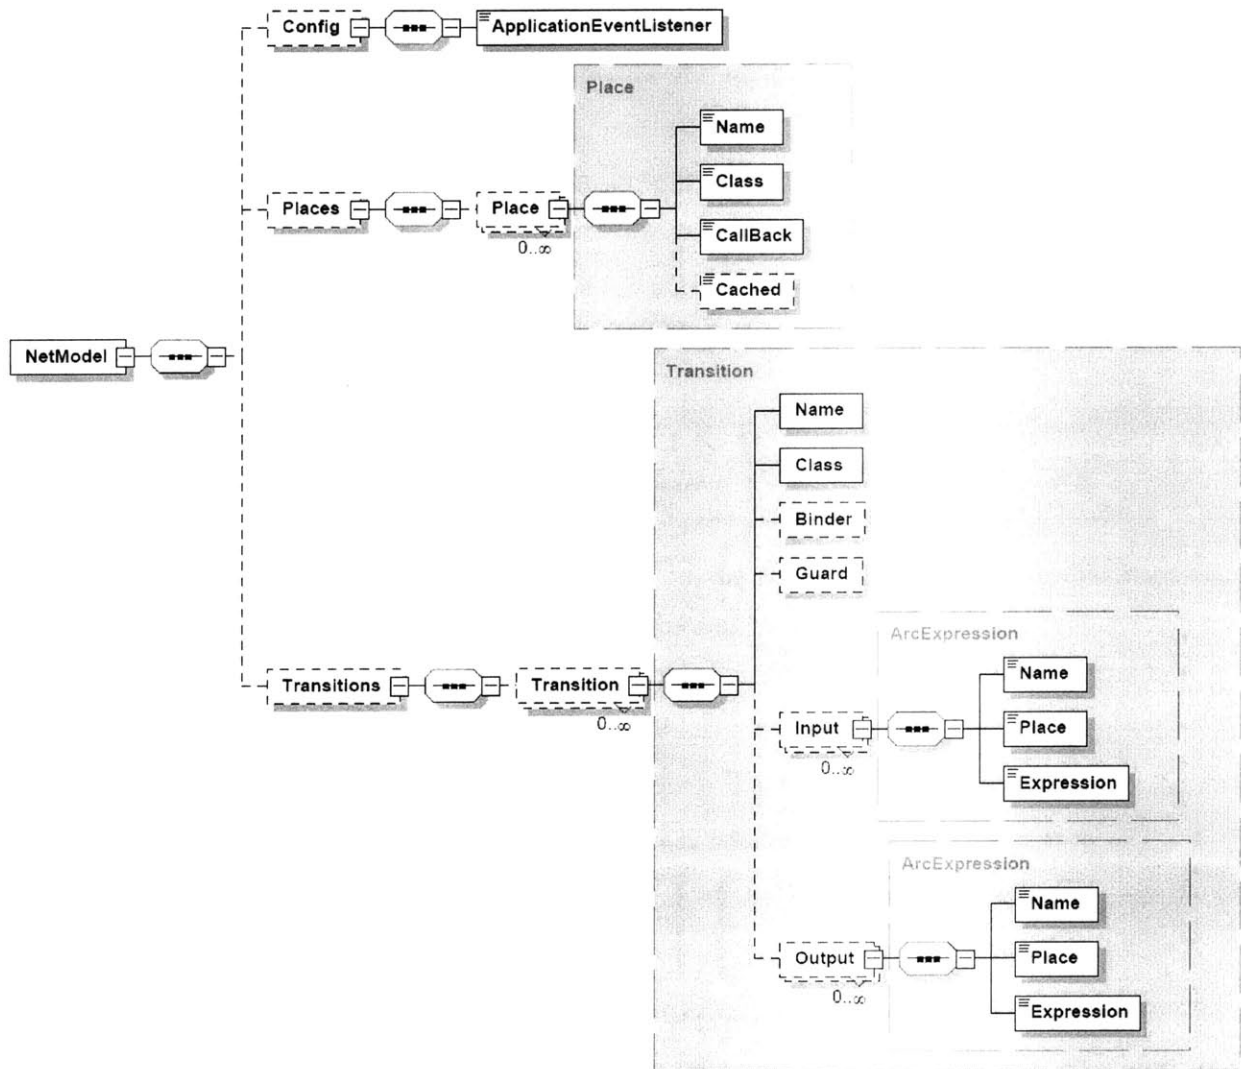 Config
ApplicationEventListener
Place
Name
Class
Places
Place
0..∞
CallBack
Cached
NetModel
Transition
Name
Class
Binder
Guard
Transitions
Transition
0..∞
ArcExpression
Name
Input
0..∞
Place
Expression
ArcExpression
Name
Output
0..∞
Place
Expression